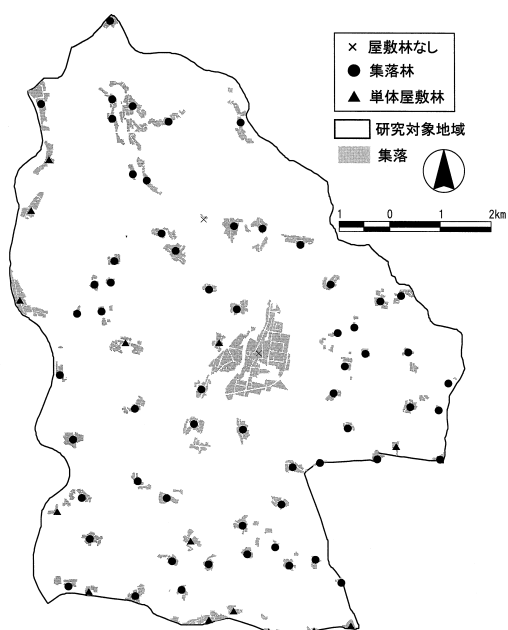 × 屋敷林なし
● 集落林
▲ 単体屋敷林
研究対象地域
集落
1 0 1 2km